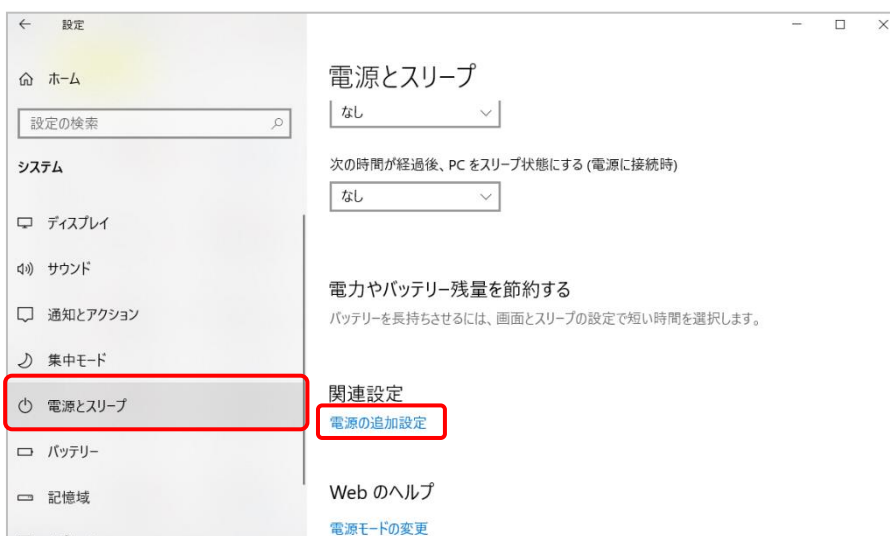 設定
ホーム
設定の検索
システム
ディスプレイ
サウンド
通知とアクション
集中モード
電源とスリープ
バッテリー
記憶域
電源とスリープ
なし
次の時間が経過後、PC をスリープ状態にする (電源に接続時)
なし
電力やバッテリー残量を節約する
バッテリーを長持ちさせるには、画面とスリープの設定で短い時間を選択します。
関連設定
電源の追加設定
Web のヘルプ
電源モードの変更